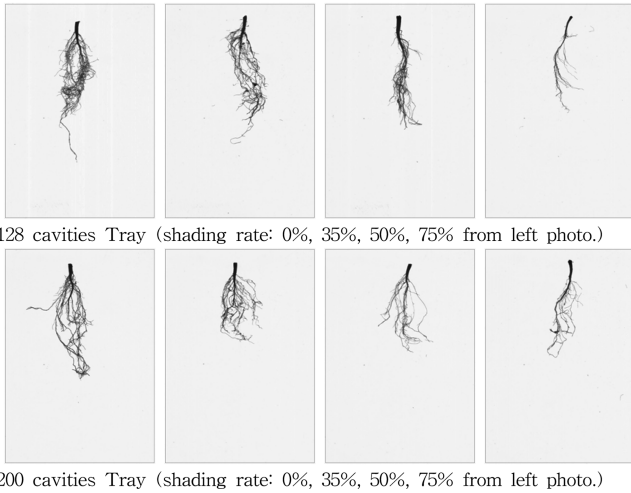 128 cavities Tray (shading rate: 0%, 35%, 50%, 75% from left photo.)
200 cavities Tray (shading rate: 0%, 35%, 50%, 75% from left photo.)